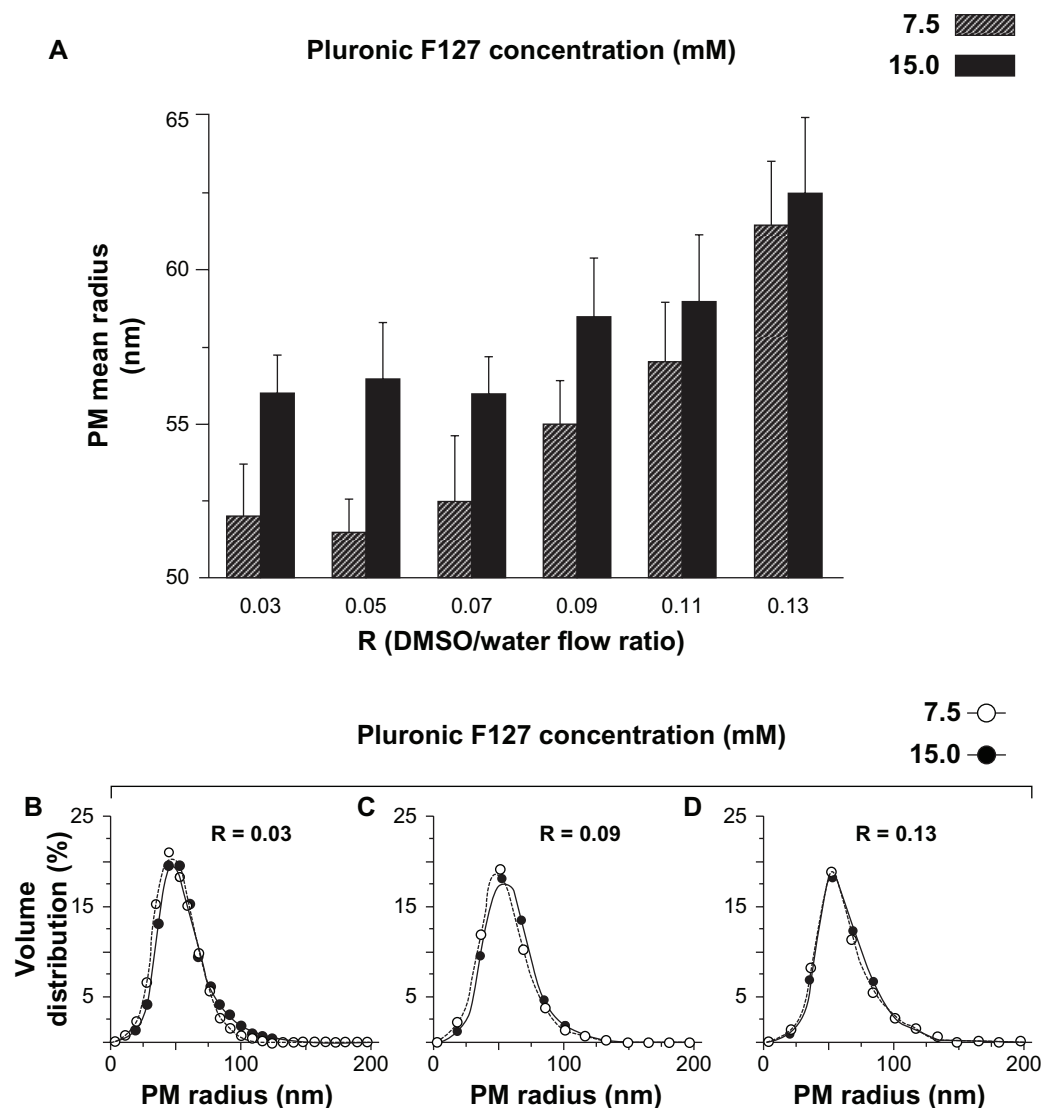 A
Pluronic F127 concentration (mM)
7.5
15.0
65
60
55
50
PM mean radius
(nm)
0.03 0.05 0.07 0.09 0.11 0.13
R (DMSO/water flow ratio)
Pluronic F127 concentration (mM)
7.5
15.0
B
25
15
5
Volume
distribution (%)
R = 0.03
0 50 100 200
PM radius (nm)
C
25
15
5
R = 0.09
0 50 100 200
PM radius (nm)
D
25
15
5
R = 0.13
0 50 100 200
PM radius (nm)